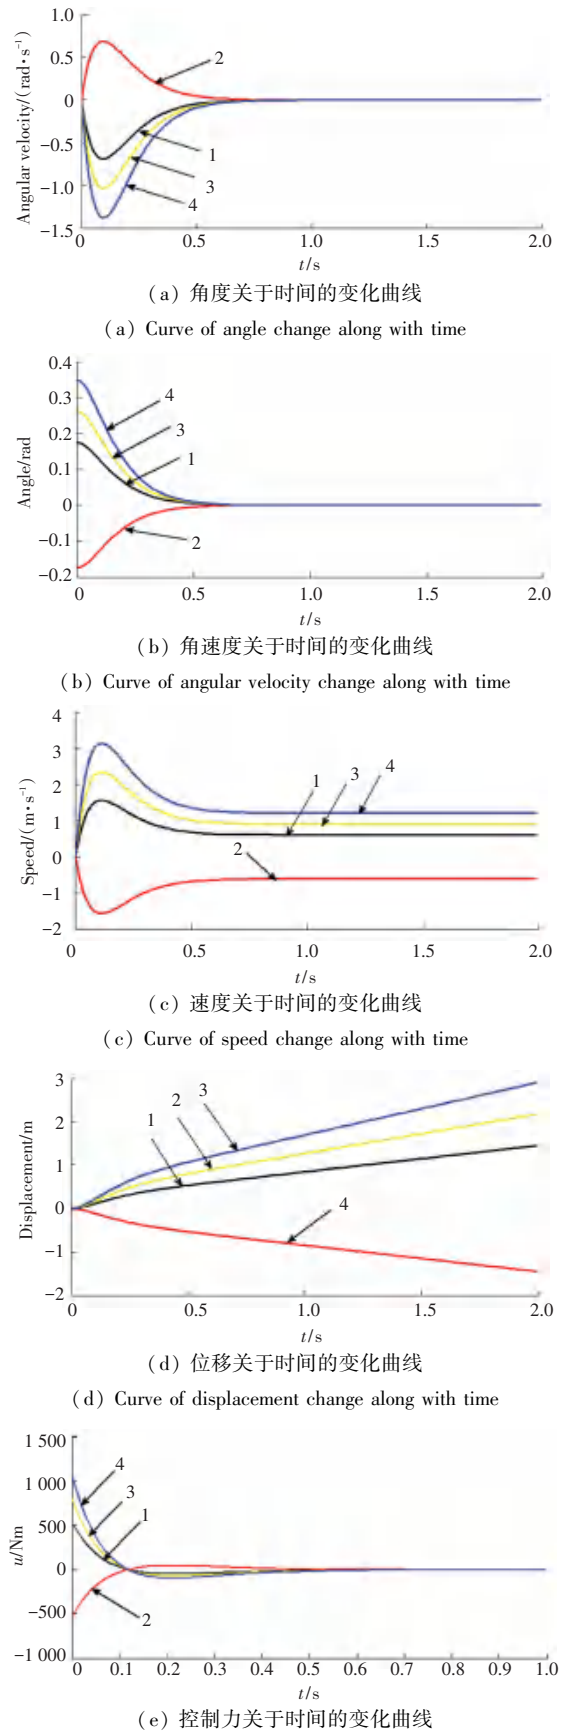 1.0
0.5
0
−0.5
−1.0
−1.5
Angular velocity/(rad·s⁻¹)
2
1
3
4
0 0.5 1.0 1.5 2.0
t/s
(a) 角度关于时间的变化曲线
(a) Curve of angle change along with time
0.4
0.3
0.2
0.1
0
−0.1
−0.2
Angle/rad
4
3
1
2
0 0.5 1.0 1.5 2.0
t/s
(b) 角速度关于时间的变化曲线
(b) Curve of angular velocity change along with time
4
3
2
1
0
−1
−2
Speed/(m·s⁻¹)
1 3 4
2
0 0.5 1.0 1.5 2.0
t/s
(c) 速度关于时间的变化曲线
(c) Curve of speed change along with time
3
2
1
0
−1
−2
Displacement/m
1 2 3
4
0 0.5 1.0 1.5 2.0
t/s
(d) 位移关于时间的变化曲线
(d) Curve of displacement change along with time
1 500
1 000
500
0
−500
−1 000
u/Nm
4
3
1
2
0 0.1 0.2 0.3 0.4 0.5 0.6 0.7 0.8 0.9 1.0
t/s
(e) 控制力关于时间的变化曲线